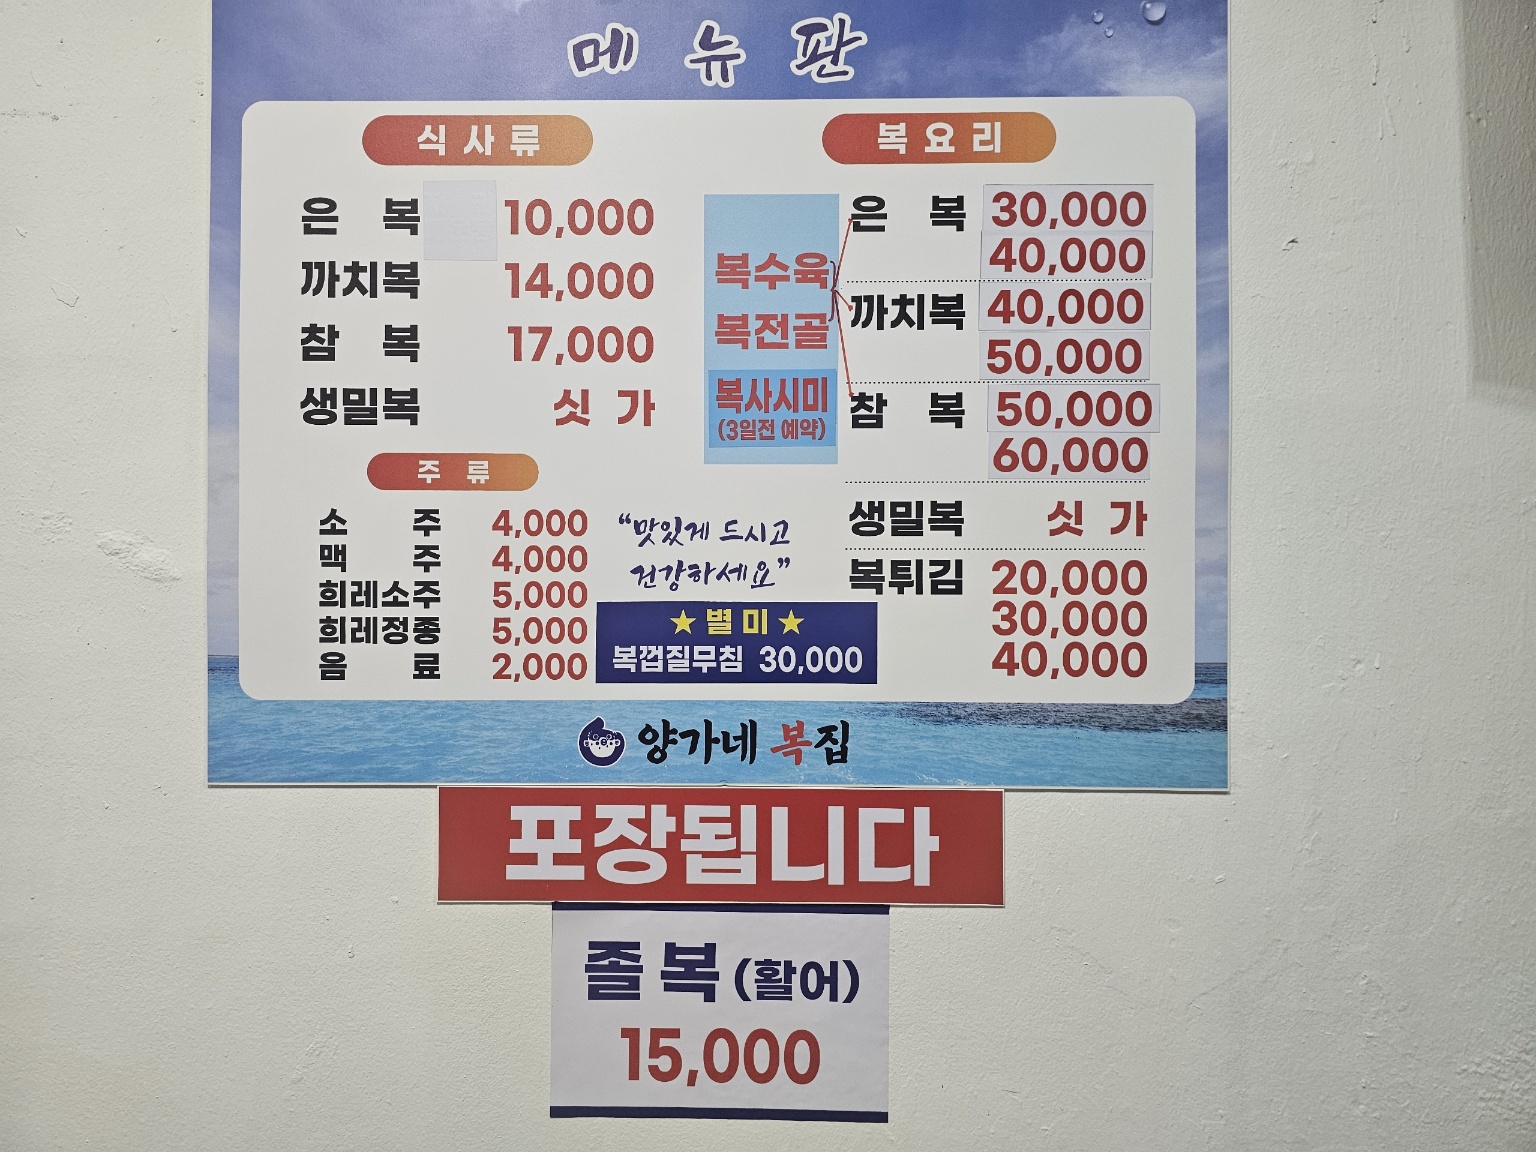 메뉴판
식사류
은복 10,000
까치복 14,000
참복 17,000
생밀복 싯가
주류
소주 4,000
맥주 4,000
희레소주 5,000
희레정종 5,000
음료 2,000
복요리
복수육
복전골
복사시미
(3일전 예약)
은복 30,000
40,000
까치복 40,000
50,000
참복 50,000
60,000
생밀복 싯가
복튀김 20,000
30,000
40,000
“맛있게 드시고
건강하세요”
★ 별미 ★
복껍질무침 30,000
양가네 복집
포장됩니다
졸복 (활어)
15,000